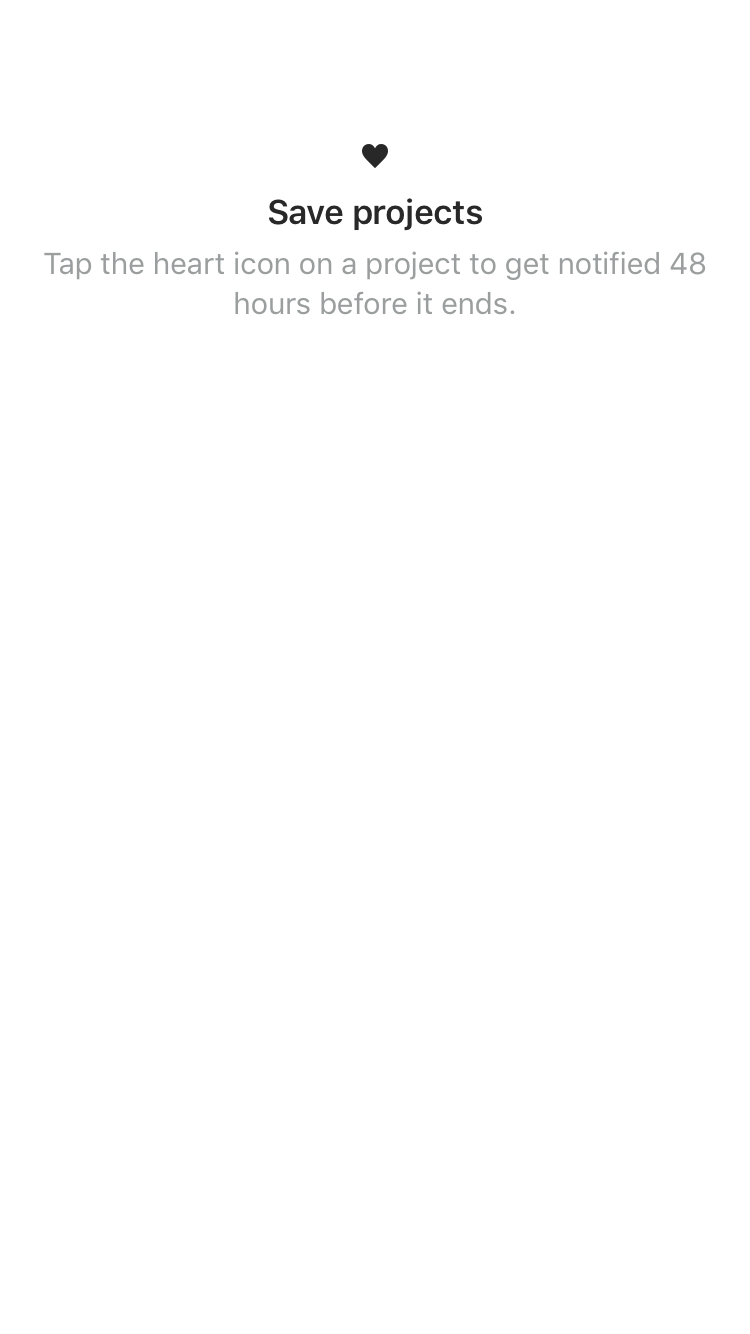 Save projects
Tap the heart icon on a project to get notified 48
hours before it ends.